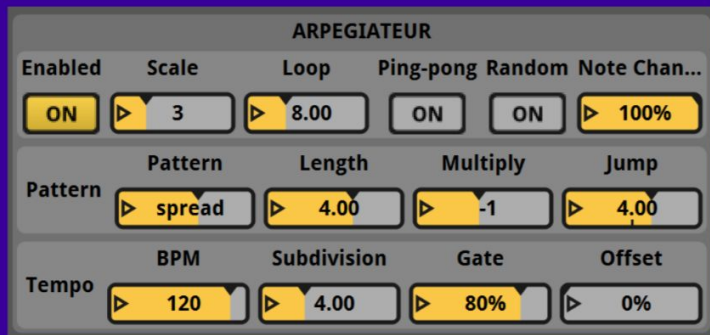 ARPEGIATEUR
Enabled Scale Loop Ping-pong Random Note Chan...
ON 3 8.00 ON ON 100%
Pattern Length Multiply Jump
Pattern spread 4.00 -1 4.00
BPM Subdivision Gate Offset
Tempo 120 4.00 80% 0%